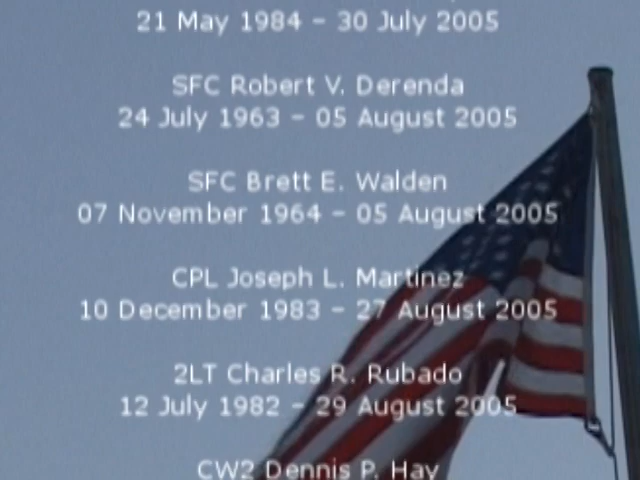 21 May 1984 – 30 July 2005
SFC Robert V. Derenda
24 July 1963 – 05 August 2005
SFC Brett E. Walden
07 November 1964 – 05 August 2005
CPL Joseph L. Martinez
10 December 1983 – 27 August 2005
2LT Charles R. Rubado
12 July 1982 – 29 August 2005
CW2 Dennis P. Hay